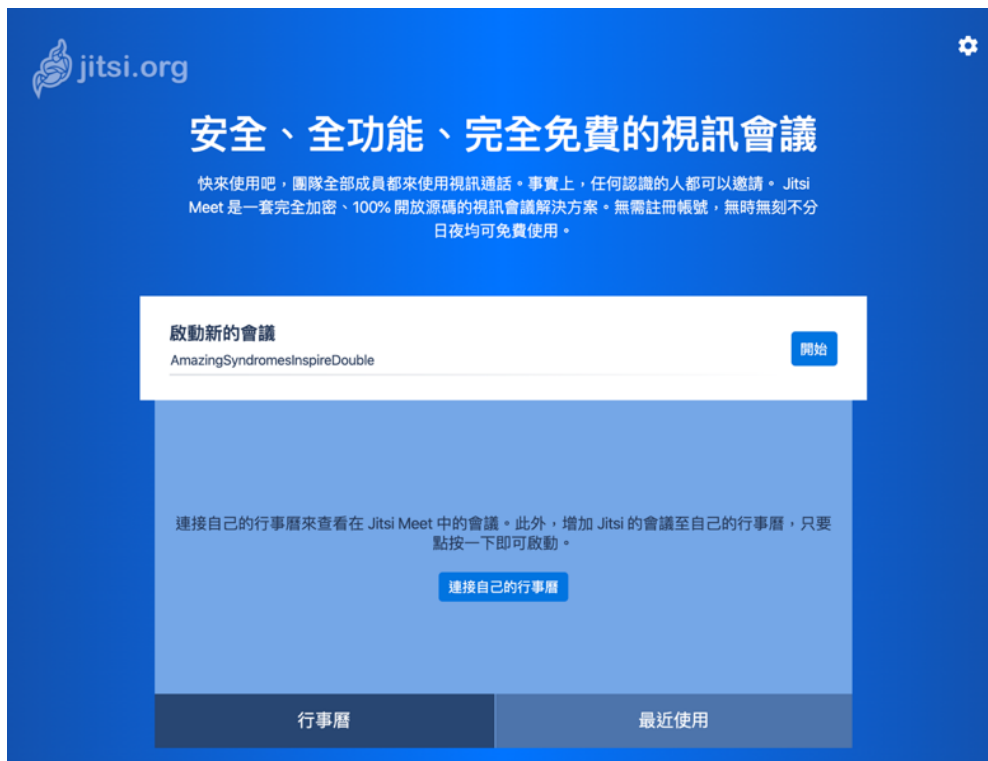 jitsi.org
安全、全功能、完全免費的視訊會議
快來使用吧，團隊全部成員都來使用視訊通話。事實上，任何認識的人都可以邀請。 Jitsi
Meet 是一套完全加密、100% 開放源碼的視訊會議解決方案。無需註冊帳號，無時無刻不分
日夜均可免費使用。
啟動新的會議
AmazingSyndromesInspireDouble
開始
連接自己的行事曆來查看在 Jitsi Meet 中的會議。此外，增加 Jitsi 的會議至自己的行事曆，只要
點按一下即可啟動。
連接自己的行事曆
行事曆
最近使用